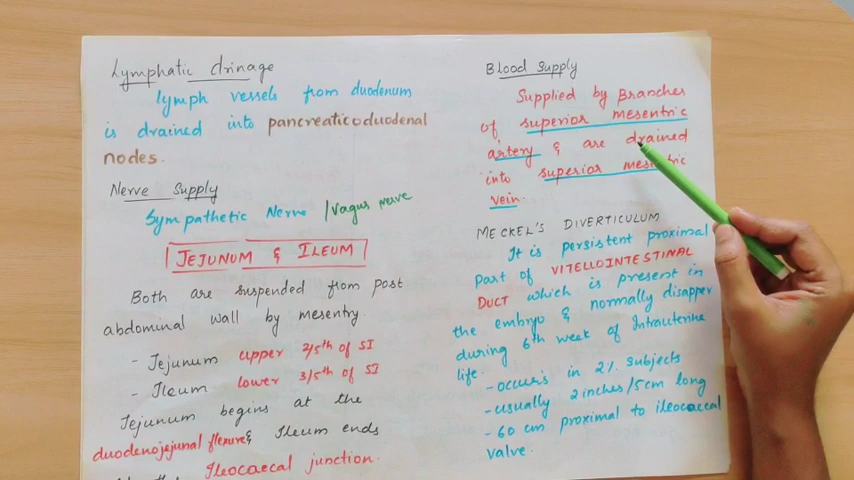 Lymphatic drinage
Lymph vessels from duodenum
is drained into pancreaticoduodenal
nodes.
Nerve Supply
Sympathetic Nerve /Vagus nerve
JEJUNUM & ILEUM
Both are suspended from post
abdominal wall by mesentry.
- Jejunum upper 2/5th of SI
- Ileum lower 3/5th of SI
Jejunum begins at the
duodenojejunal flexure & Ileum ends
Ileocaecal junction.
Blood Supply
Supplied by Branches
of superior mesentric
artery & are drained
into superior mesentric
vein.
MECKEL'S DIVERTICULUM
It is persistent proximal
part of VITELLOINTESTINAL
DUCT which is present in
the embryo & normally disapper
during 6th week of Intrauterine
life.
- occurs in 2% subjects
- usually 2 inches/5cm long
- 60 cm proximal to ileocaecal
valve.